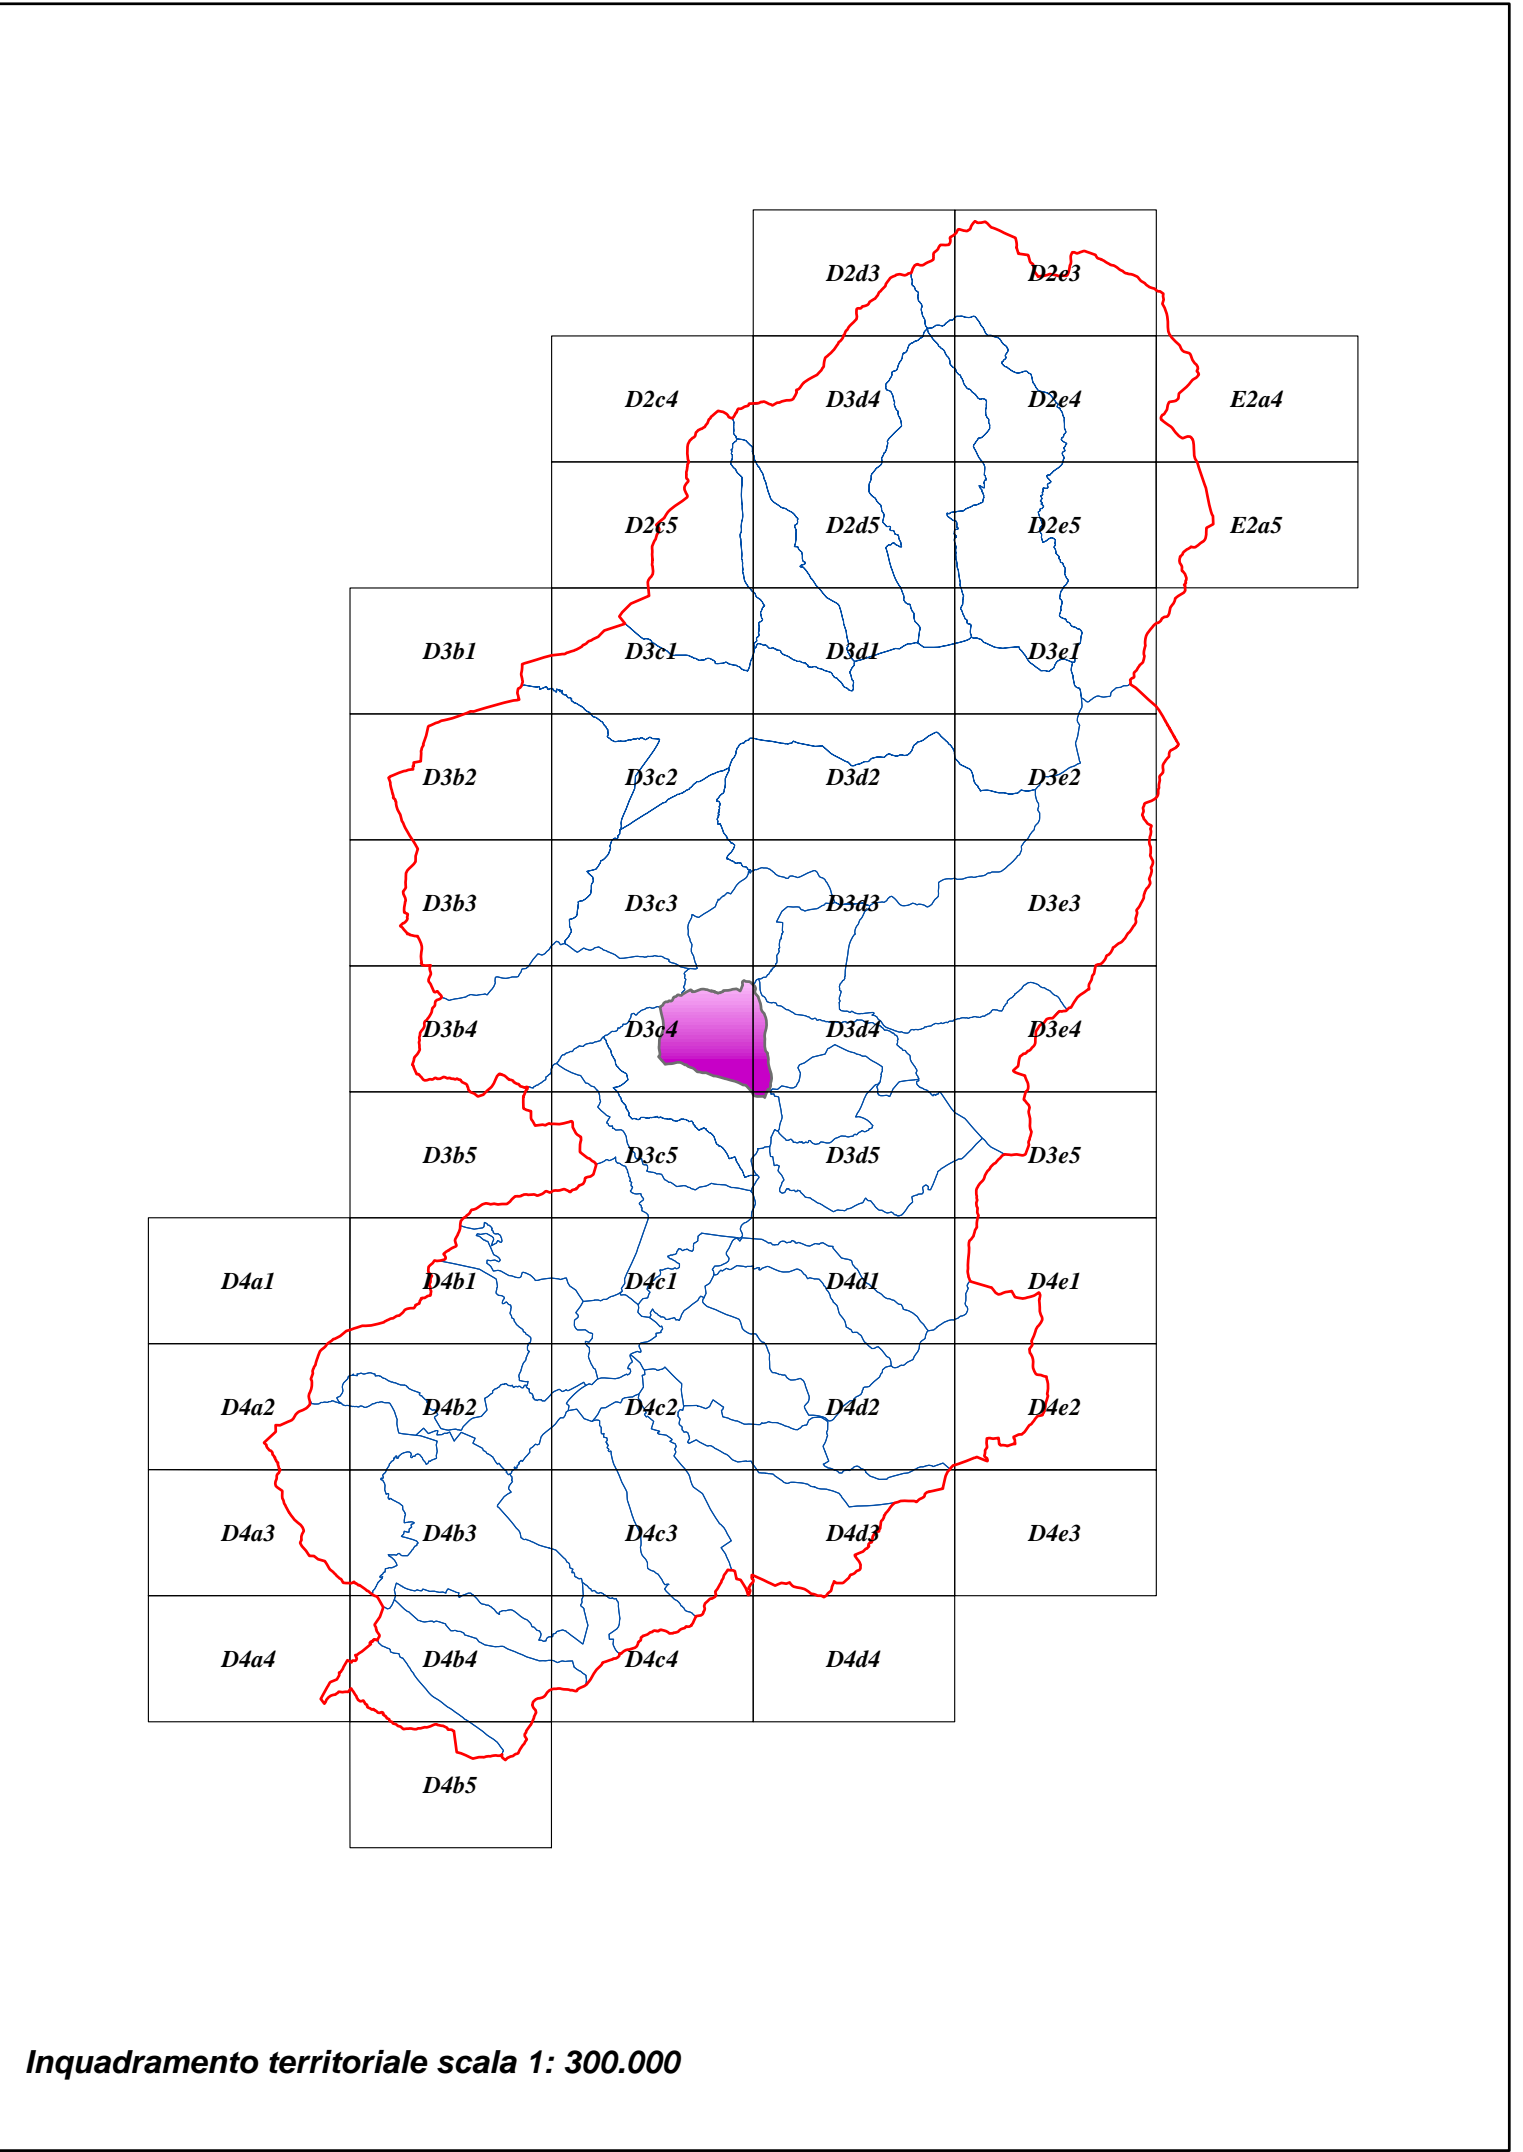 D2d3 D2e3
D2c4 D3d4 D2e4 E2a4
D2c5 D2d5 D2e5 E2a5
D3b1 D3c1 D3d1 D3e1
D3b2 D3c2 D3d2 D3e2
D3b3 D3c3 D3d3 D3e3
D3b4 D3c4 D3d4 D3e4
D3b5 D3c5 D3d5 D3e5
D4a1 D4b1 D4c1 D4d1 D4e1
D4a2 D4b2 D4c2 D4d2 D4e2
D4a3 D4b3 D4c3 D4d3 D4e3
D4a4 D4b4 D4c4 D4d4
D4b5
Inquadramento territoriale scala 1: 300.000